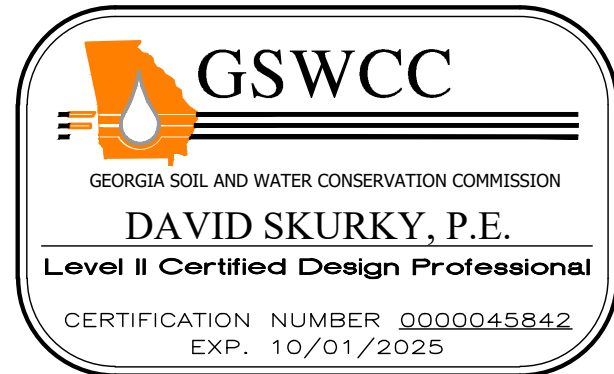 GSWCC
GEORGIA SOIL AND WATER CONSERVATION COMMISSION
DAVID SKURKY, P.E.
Level II Certified Design Professional
CERTIFICATION NUMBER 0000045842
EXP. 10/01/2025